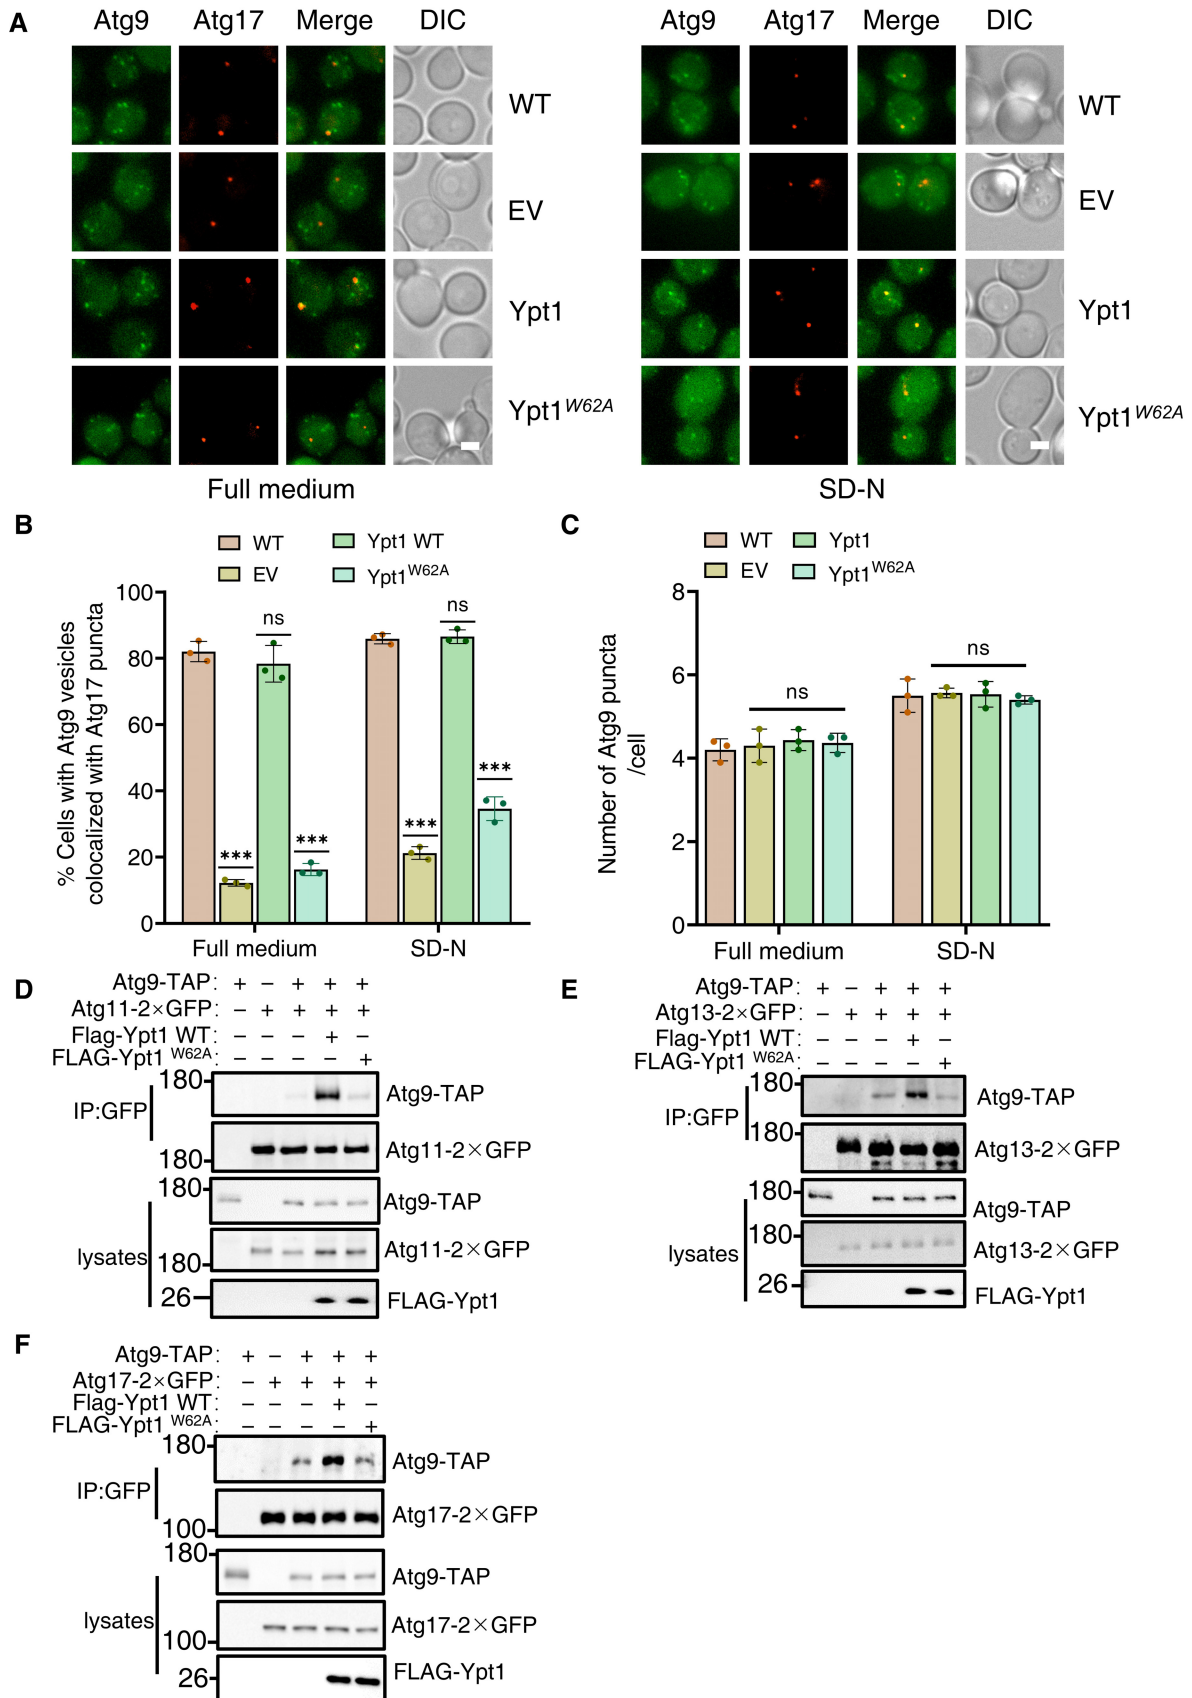 A
Atg9 Atg17 Merge DIC
Atg9 Atg17 Merge DIC
WT
EV
Ypt1
Ypt1W62A
Full medium
WT
EV
Ypt1
Ypt1W62A
SD-N
B
WT
Ypt1 WT
EV
Ypt1W62A
% Cells with Atg9 vesicles
colocalized with Atg17 puncta
100
80
60
40
20
0
***
ns
***
***
ns
***
Full medium
SD-N
C
WT
Ypt1
EV
Ypt1W62A
Number of Atg9 puncta
/cell
8
6
4
2
0
ns
ns
Full medium
SD-N
D
Atg9-TAP: + − + + +
Atg11-2×GFP: − + + + +
Flag-Ypt1 WT: − − − + −
FLAG-Ypt1 W62A: − − − − +
IP:GFP
180
Atg9-TAP
180
Atg11-2×GFP
lysates
180
Atg9-TAP
180
Atg11-2×GFP
26
FLAG-Ypt1
E
Atg9-TAP: + − + + +
Atg13-2×GFP: − + + + +
Flag-Ypt1 WT: − − − + −
FLAG-Ypt1 W62A: − − − − +
IP:GFP
180
Atg9-TAP
180
Atg13-2×GFP
lysates
180
Atg9-TAP
180
Atg13-2×GFP
26
FLAG-Ypt1
F
Atg9-TAP: + − + + +
Atg17-2×GFP: − + + + +
Flag-Ypt1 WT: − − − + −
FLAG-Ypt1 W62A: − − − − +
IP:GFP
180
Atg9-TAP
100
Atg17-2×GFP
lysates
180
Atg9-TAP
100
Atg17-2×GFP
26
FLAG-Ypt1